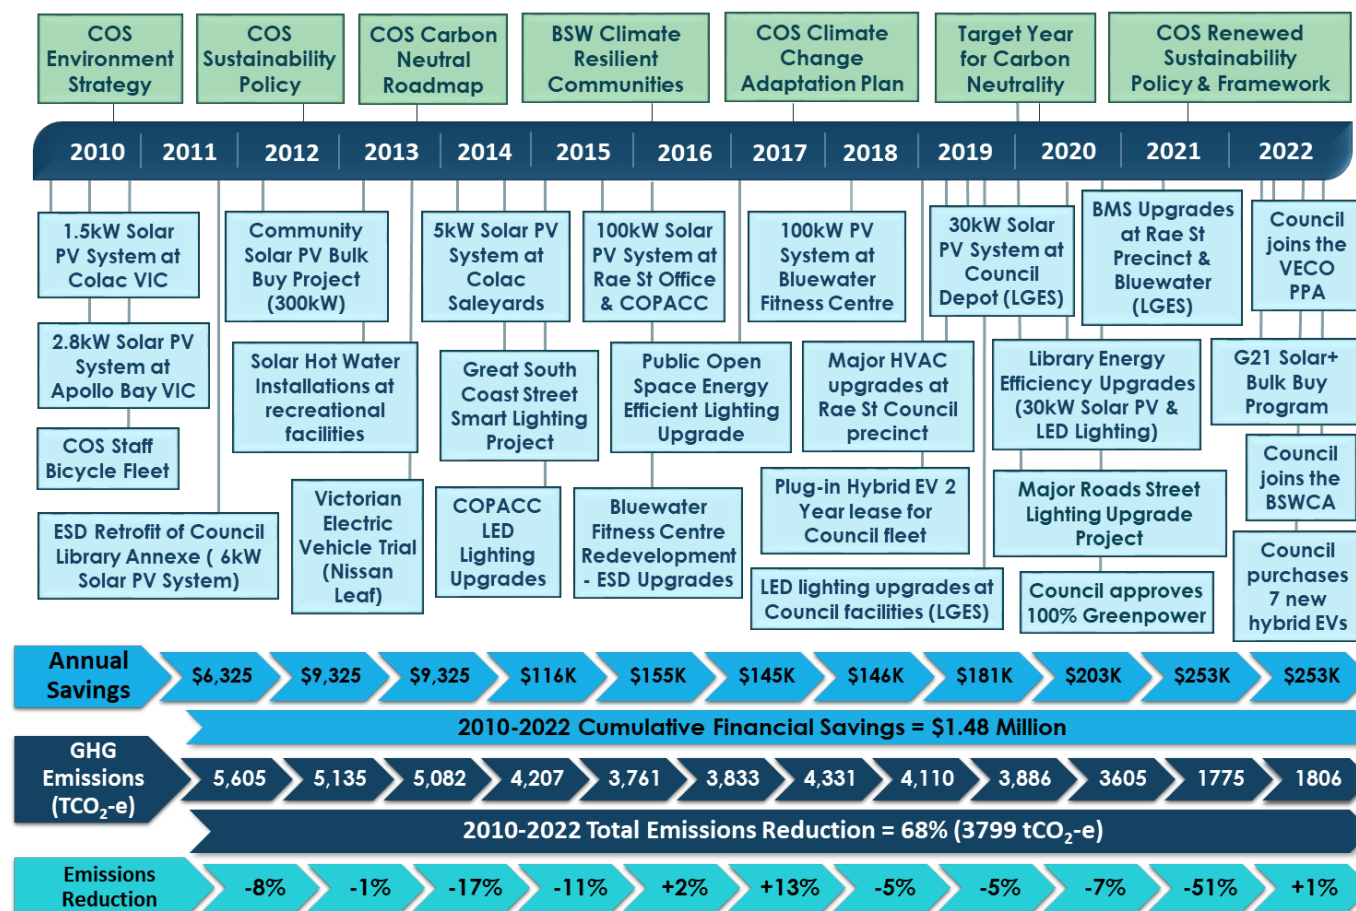 COS
Environment
Strategy
COS
Sustainability
Policy
COS Carbon
Neutral
Roadmap
BSW Climate
Resilient
Communities
COS Climate
Change
Adaptation Plan
Target Year
for Carbon
Neutrality
COS Renewed
Sustainability
Policy & Framework
2010
2011
2012
2013
2014
2015
2016
2017
2018
2019
2020
2021
2022
1.5kW Solar
PV System at
Colac VIC
2.8kW Solar PV
System at
Apollo Bay VIC
COS Staff
Bicycle Fleet
ESD Retrofit of Council
Library Annexe ( 6kW
Solar PV System)
Community
Solar PV Bulk
Buy Project
(300kW)
Solar Hot Water
Installations at
recreational
facilities
Victorian
Electric
Vehicle Trial
(Nissan
Leaf)
5kW Solar PV
System at
Colac
Saleyards
Great South
Coast Street
Smart Lighting
Project
COPACC
LED
Lighting
Upgrades
100kW Solar
PV System at
Rae St Office
& COPACC
Public Open
Space Energy
Efficient Lighting
Upgrade
Bluewater
Fitness Centre
Redevelopment
- ESD Upgrades
100kW PV
System at
Bluewater
Fitness Centre
Major HVAC
upgrades at
Rae St Council
precinct
Plug-in Hybrid EV 2
Year lease for
Council fleet
LED lighting upgrades at
Council facilities (LGES)
30kW Solar
PV System at
Council
Depot (LGES)
BMS Upgrades
at Rae St
Precinct &
Bluewater
(LGES)
Library Energy
Efficiency Upgrades
(30kW Solar PV &
LED Lighting)
Major Roads Street
Lighting Upgrade
Project
Council approves
100% Greenpower
Council
joins the
VECO
PPA
G21 Solar+
Bulk Buy
Program
Council
joins the
BSWCA
Council
purchases
7 new
hybrid EVs
Annual
Savings
$6,325
$9,325
$9,325
$116K
$155K
$145K
$146K
$181K
$203K
$253K
$253K
2010-2022 Cumulative Financial Savings = $1.48 Million
GHG
Emissions
(TCO₂-e)
5,605
5,135
5,082
4,207
3,761
3,833
4,331
4,110
3,886
3605
1775
1806
2010-2022 Total Emissions Reduction = 68% (3799 tCO₂-e)
Emissions
Reduction
-8%
-1%
-17%
-11%
+2%
+13%
-5%
-5%
-7%
-51%
+1%